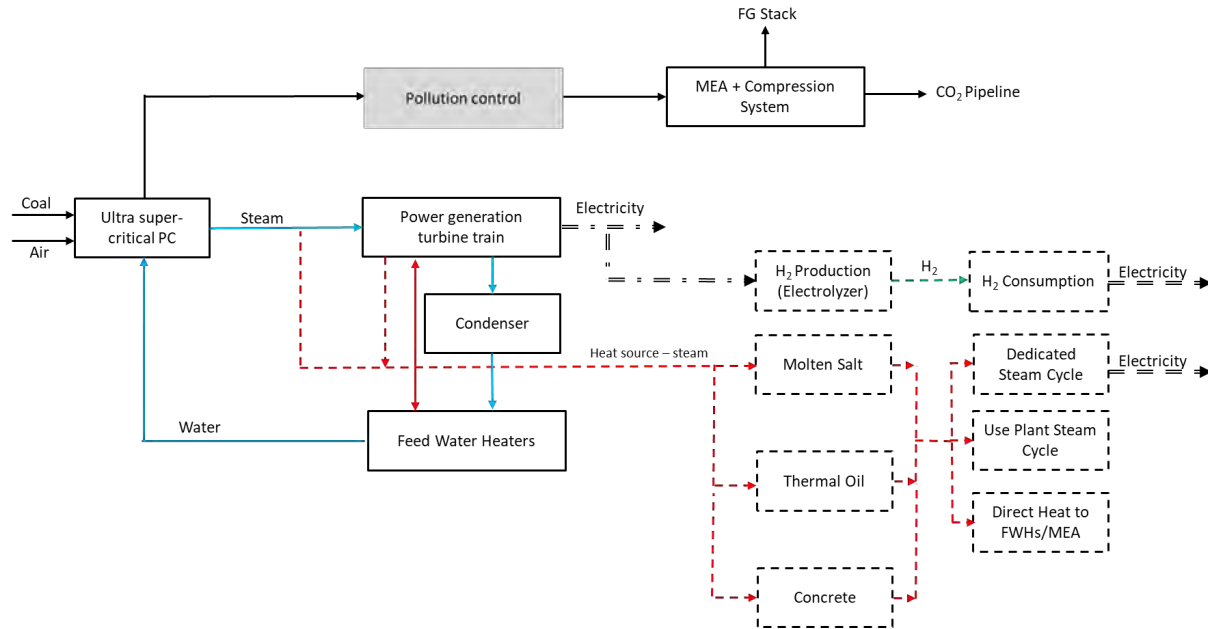 FG Stack
Pollution control
MEA + Compression
System
CO₂ Pipeline
Coal
Air
Ultra super-
critical PC
Steam
Power generation
turbine train
Electricity
H₂ Production
(Electrolyzer)
H₂
H₂ Consumption
Electricity
Condenser
Heat source – steam
Molten Salt
Dedicated
Steam Cycle
Electricity
Water
Feed Water Heaters
Use Plant Steam
Cycle
Thermal Oil
Direct Heat to
FWHs/MEA
Concrete